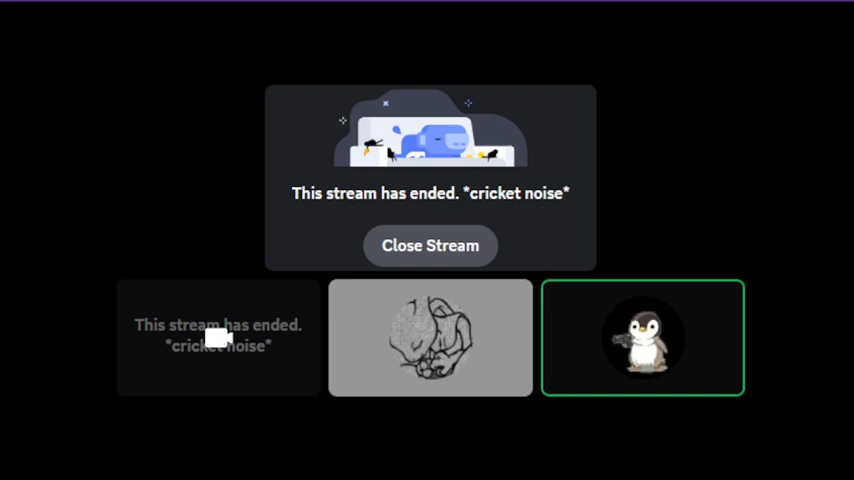 This stream has ended. *cricket noise*
Close Stream
This stream has ended.
*cricket noise*